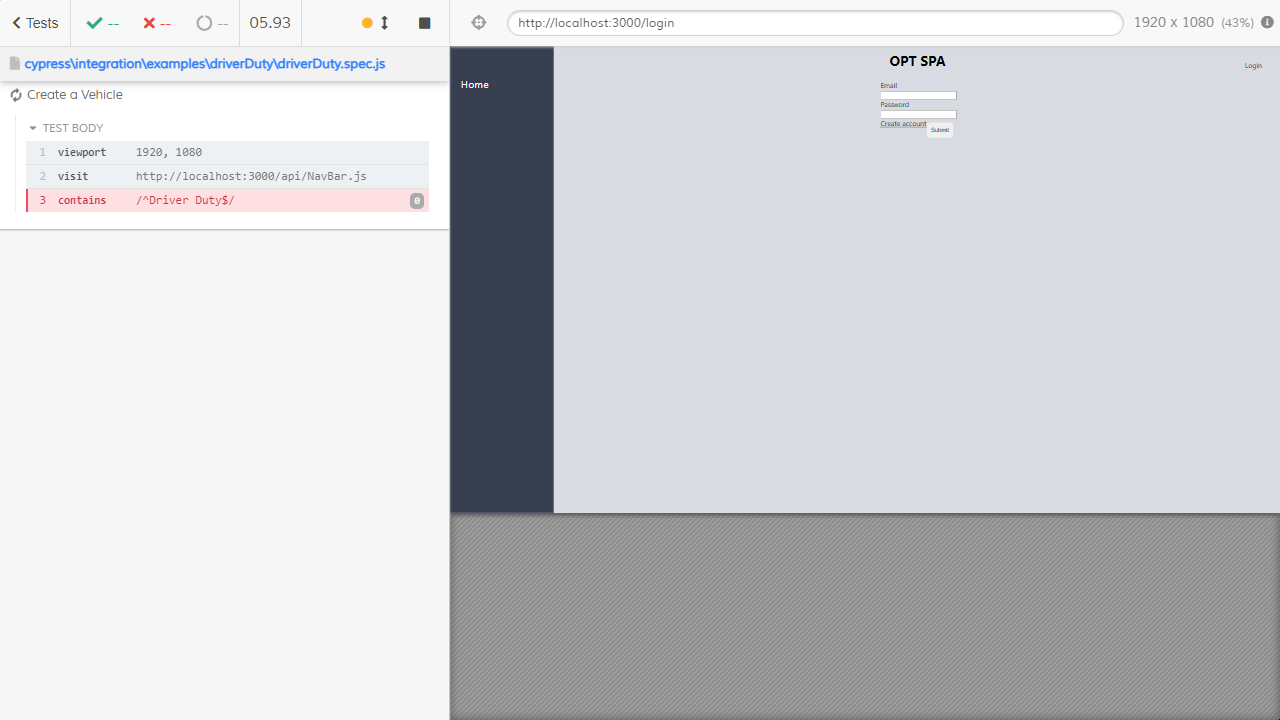 Tests -- -- -- 05.93
cypress\integration\examples\driverDuty\driverDuty.spec.js
Create a Vehicle
TEST BODY
1 viewport 1920, 1080
2 visit http://localhost:3000/api/NavBar.js
3 contains /^Driver Duty$/ 0
http://localhost:3000/login 1920 x 1080 (43%)
Home
OPT SPA
Login
Email
Password
Create account Submit